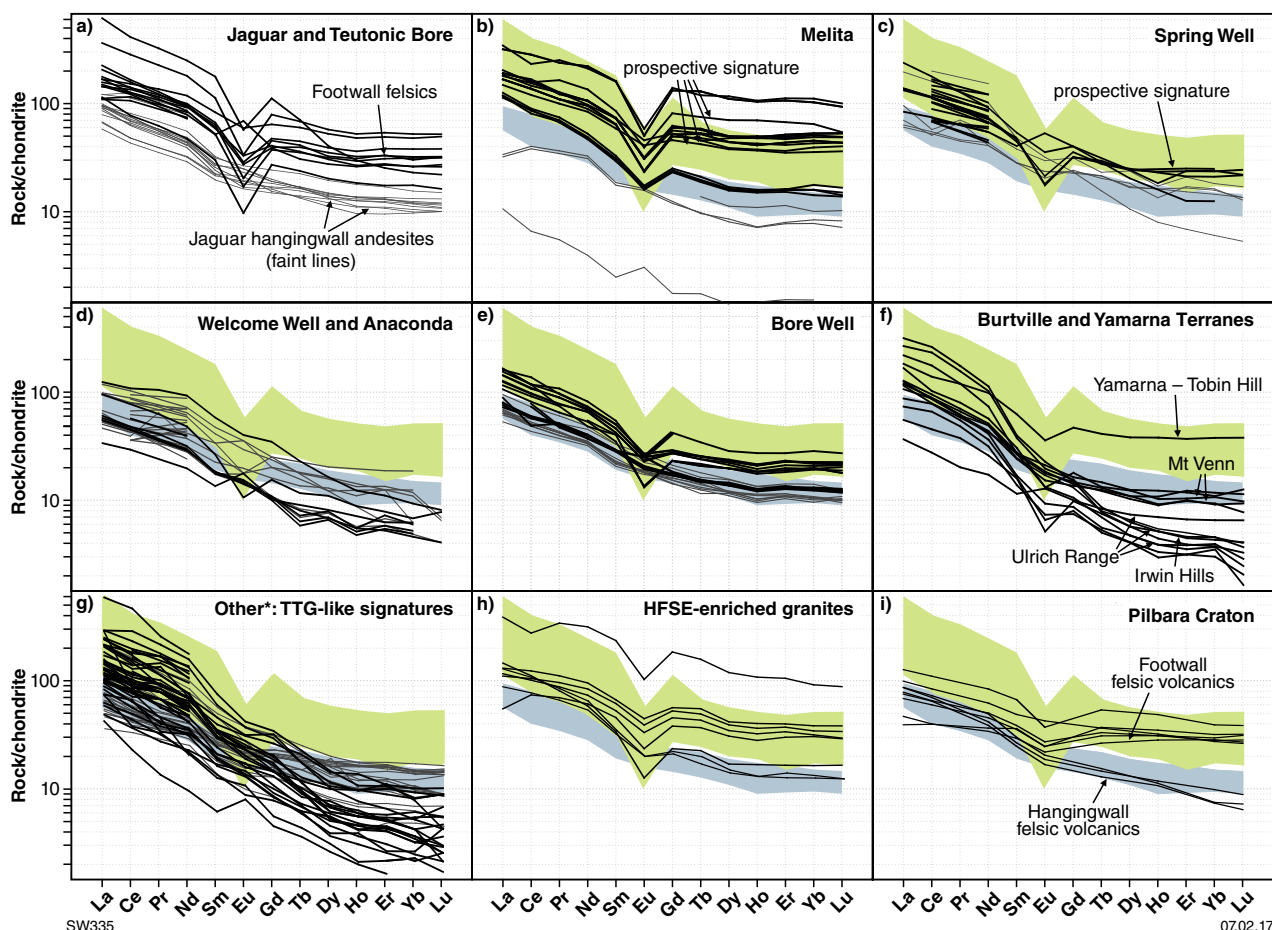 a)
Jaguar and Teutonic Bore
Footwall felsics
Jaguar hangingwall andesites
(faint lines)
b)
Melita
prospective signature
c)
Spring Well
prospective signature
Rock/chondrite
100
10
d)
Welcome Well and Anaconda
e)
Bore Well
f)
Burtville and Yamarna Terranes
Yamarna – Tobin Hill
Mt Venn
Ulrich Range
Irwin Hills
Rock/chondrite
100
10
g)
Other*: TTG-like signatures
h)
HFSE-enriched granites
i)
Pilbara Craton
Footwall
felsic volcanics
Hangingwall
felsic volcanics
Rock/chondrite
100
10
La Ce Pr Nd Sm Eu Gd Tb Dy Ho Er Yb Lu
La Ce Pr Nd Sm Eu Gd Tb Dy Ho Er Yb Lu
La Ce Pr Nd Sm Eu Gd Tb Dy Ho Er Yb Lu
SW335
07.02.17